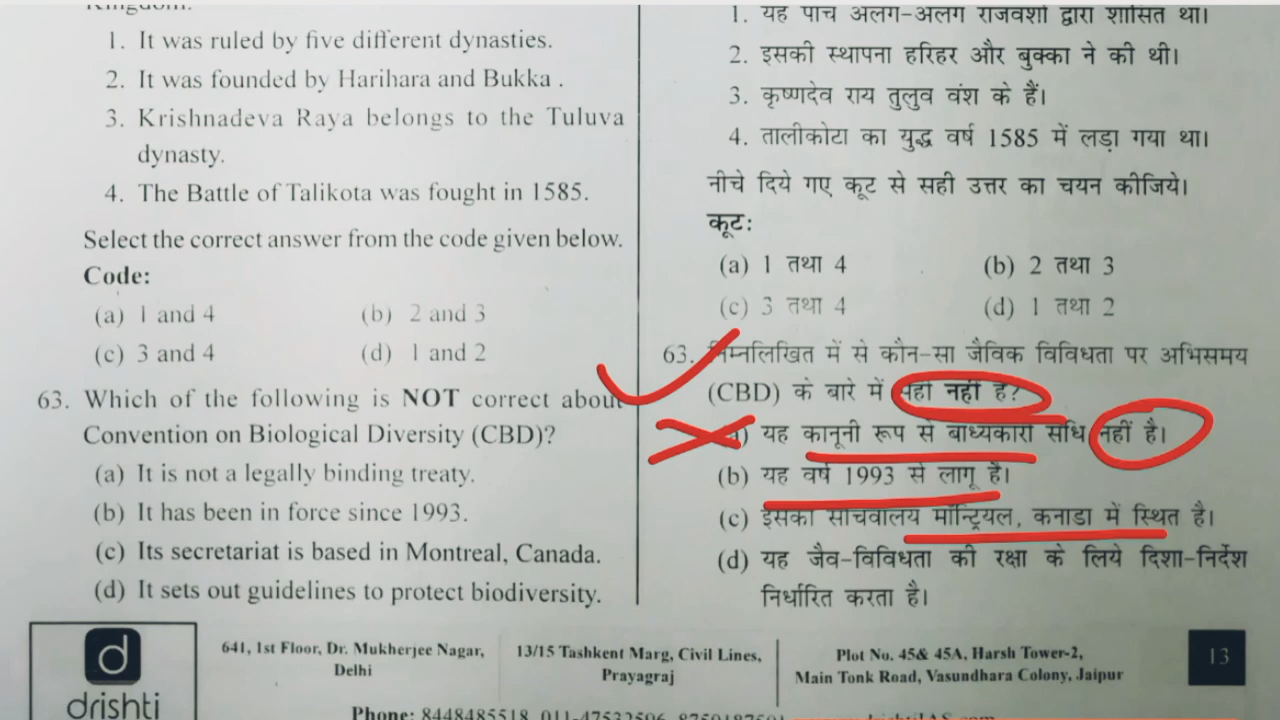 Kingdom.
1. It was ruled by five different dynasties.
2. It was founded by Harihara and Bukka .
3. Krishnadeva Raya belongs to the Tuluva
dynasty.
4. The Battle of Talikota was fought in 1585.
Select the correct answer from the code given below.
Code:
(a) 1 and 4
(b) 2 and 3
(c) 3 and 4
(d) 1 and 2
63. Which of the following is NOT correct about
Convention on Biological Diversity (CBD)?
(a) It is not a legally binding treaty.
(b) It has been in force since 1993.
(c) Its secretariat is based in Montreal, Canada.
(d) It sets out guidelines to protect biodiversity.
1. यह पाँच अलग-अलग राजवंशों द्वारा शासित था।
2. इसकी स्थापना हरिहर और बुक्का ने की थी।
3. कृष्णदेव राय तुलुव वंश के हैं।
4. तालीकोटा का युद्ध वर्ष 1585 में लड़ा गया था।
नीचे दिये गए कूट से सही उत्तर का चयन कीजिये।
कूट:
(a) 1 तथा 4
(b) 2 तथा 3
(c) 3 तथा 4
(d) 1 तथा 2
63. निम्नलिखित में से कौन-सा जैविक विविधता पर अभिसमय
(CBD) के बारे में सही नहीं है?
(a) यह कानूनी रूप से बाध्यकारी संधि नहीं है।
(b) यह वर्ष 1993 से लागू है।
(c) इसका सचिवालय मॉन्ट्रियल, कनाडा में स्थित है।
(d) यह जैव-विविधता की रक्षा के लिये दिशा-निर्देश
निर्धारित करता है।
d
drishti
641, 1st Floor, Dr. Mukherjee Nagar,
Delhi
13/15 Tashkent Marg, Civil Lines,
Prayagraj
Plot No. 45& 45A, Harsh Tower-2,
Main Tonk Road, Vasundhara Colony, Jaipur
13
Phone: 8448485518, 011-47532596,